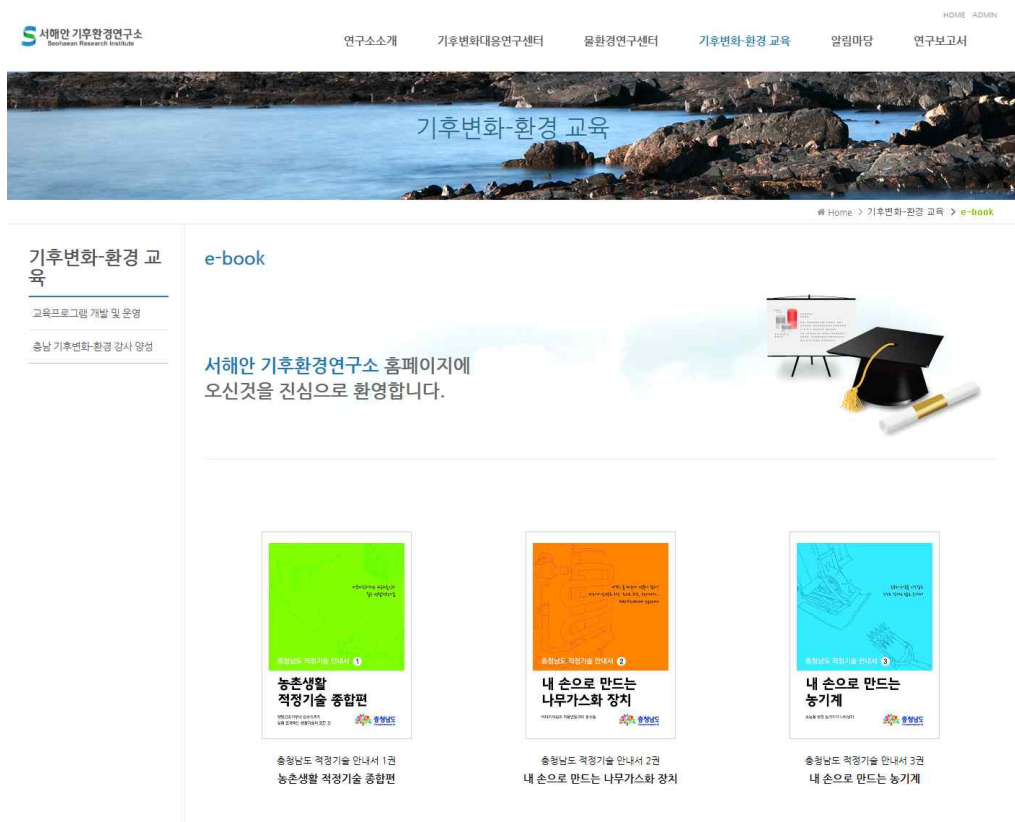 HOME ADMIN
서해안 기후환경연구소
Seohaean Research Institute
연구소소개 기후변화대응연구센터 물환경연구센터 기후변화-환경 교육 알림마당 연구보고서
기후변화-환경 교육
Home > 기후변화-환경 교육 > e-book
기후변화-환경 교
육
교육프로그램 개발 및 운영
충남 기후변화-환경 강사 양성
e-book
서해안 기후환경연구소 홈페이지에
오신것을 진심으로 환영합니다.
충청남도 적정기술 안내서 1
농촌생활
적정기술 종합편
충청남도
충청남도 적정기술 안내서 1권
농촌생활 적정기술 종합편
충청남도 적정기술 안내서 2
내 손으로 만드는
나무가스화 장치
충청남도
충청남도 적정기술 안내서 2권
내 손으로 만드는 나무가스화 장치
충청남도 적정기술 안내서 3
내 손으로 만드는
농기계
충청남도
충청남도 적정기술 안내서 3권
내 손으로 만드는 농기계